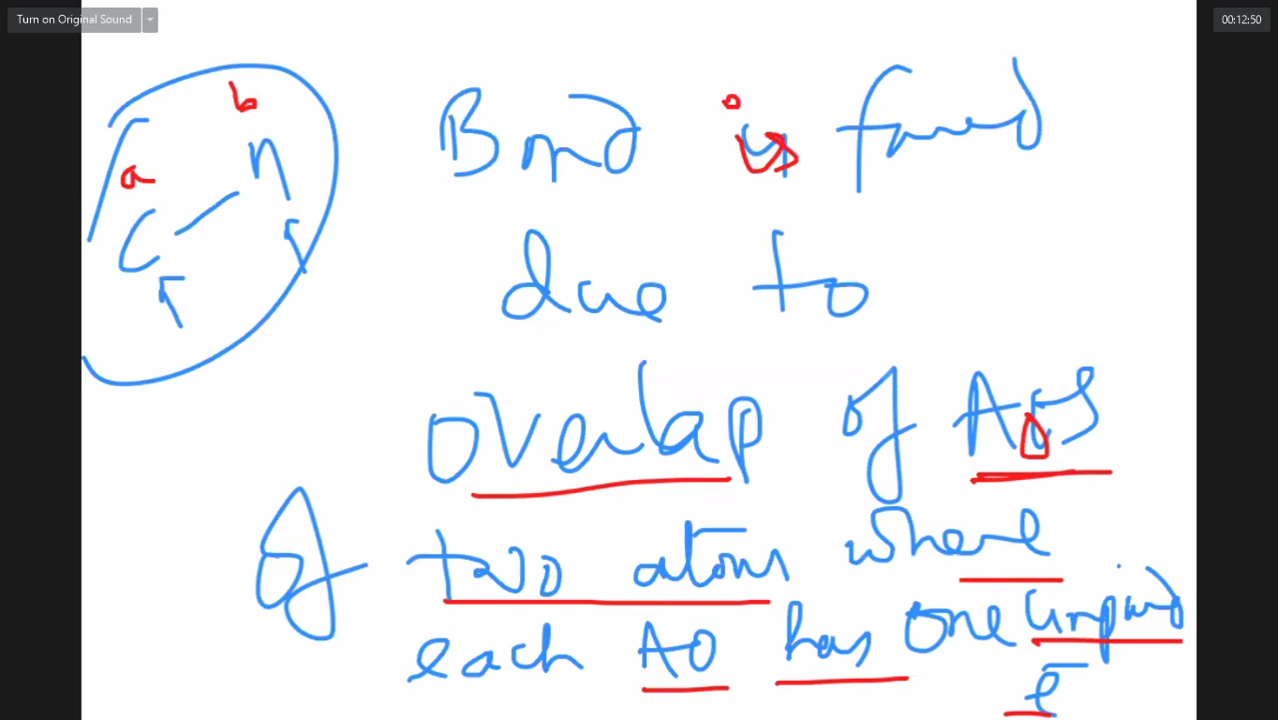 Turn on Original Sound
00:12:50
b
a
C — n
Bond is formed
due to
overlap of AOS
of two atoms where
each AO has one unpaired
e̅